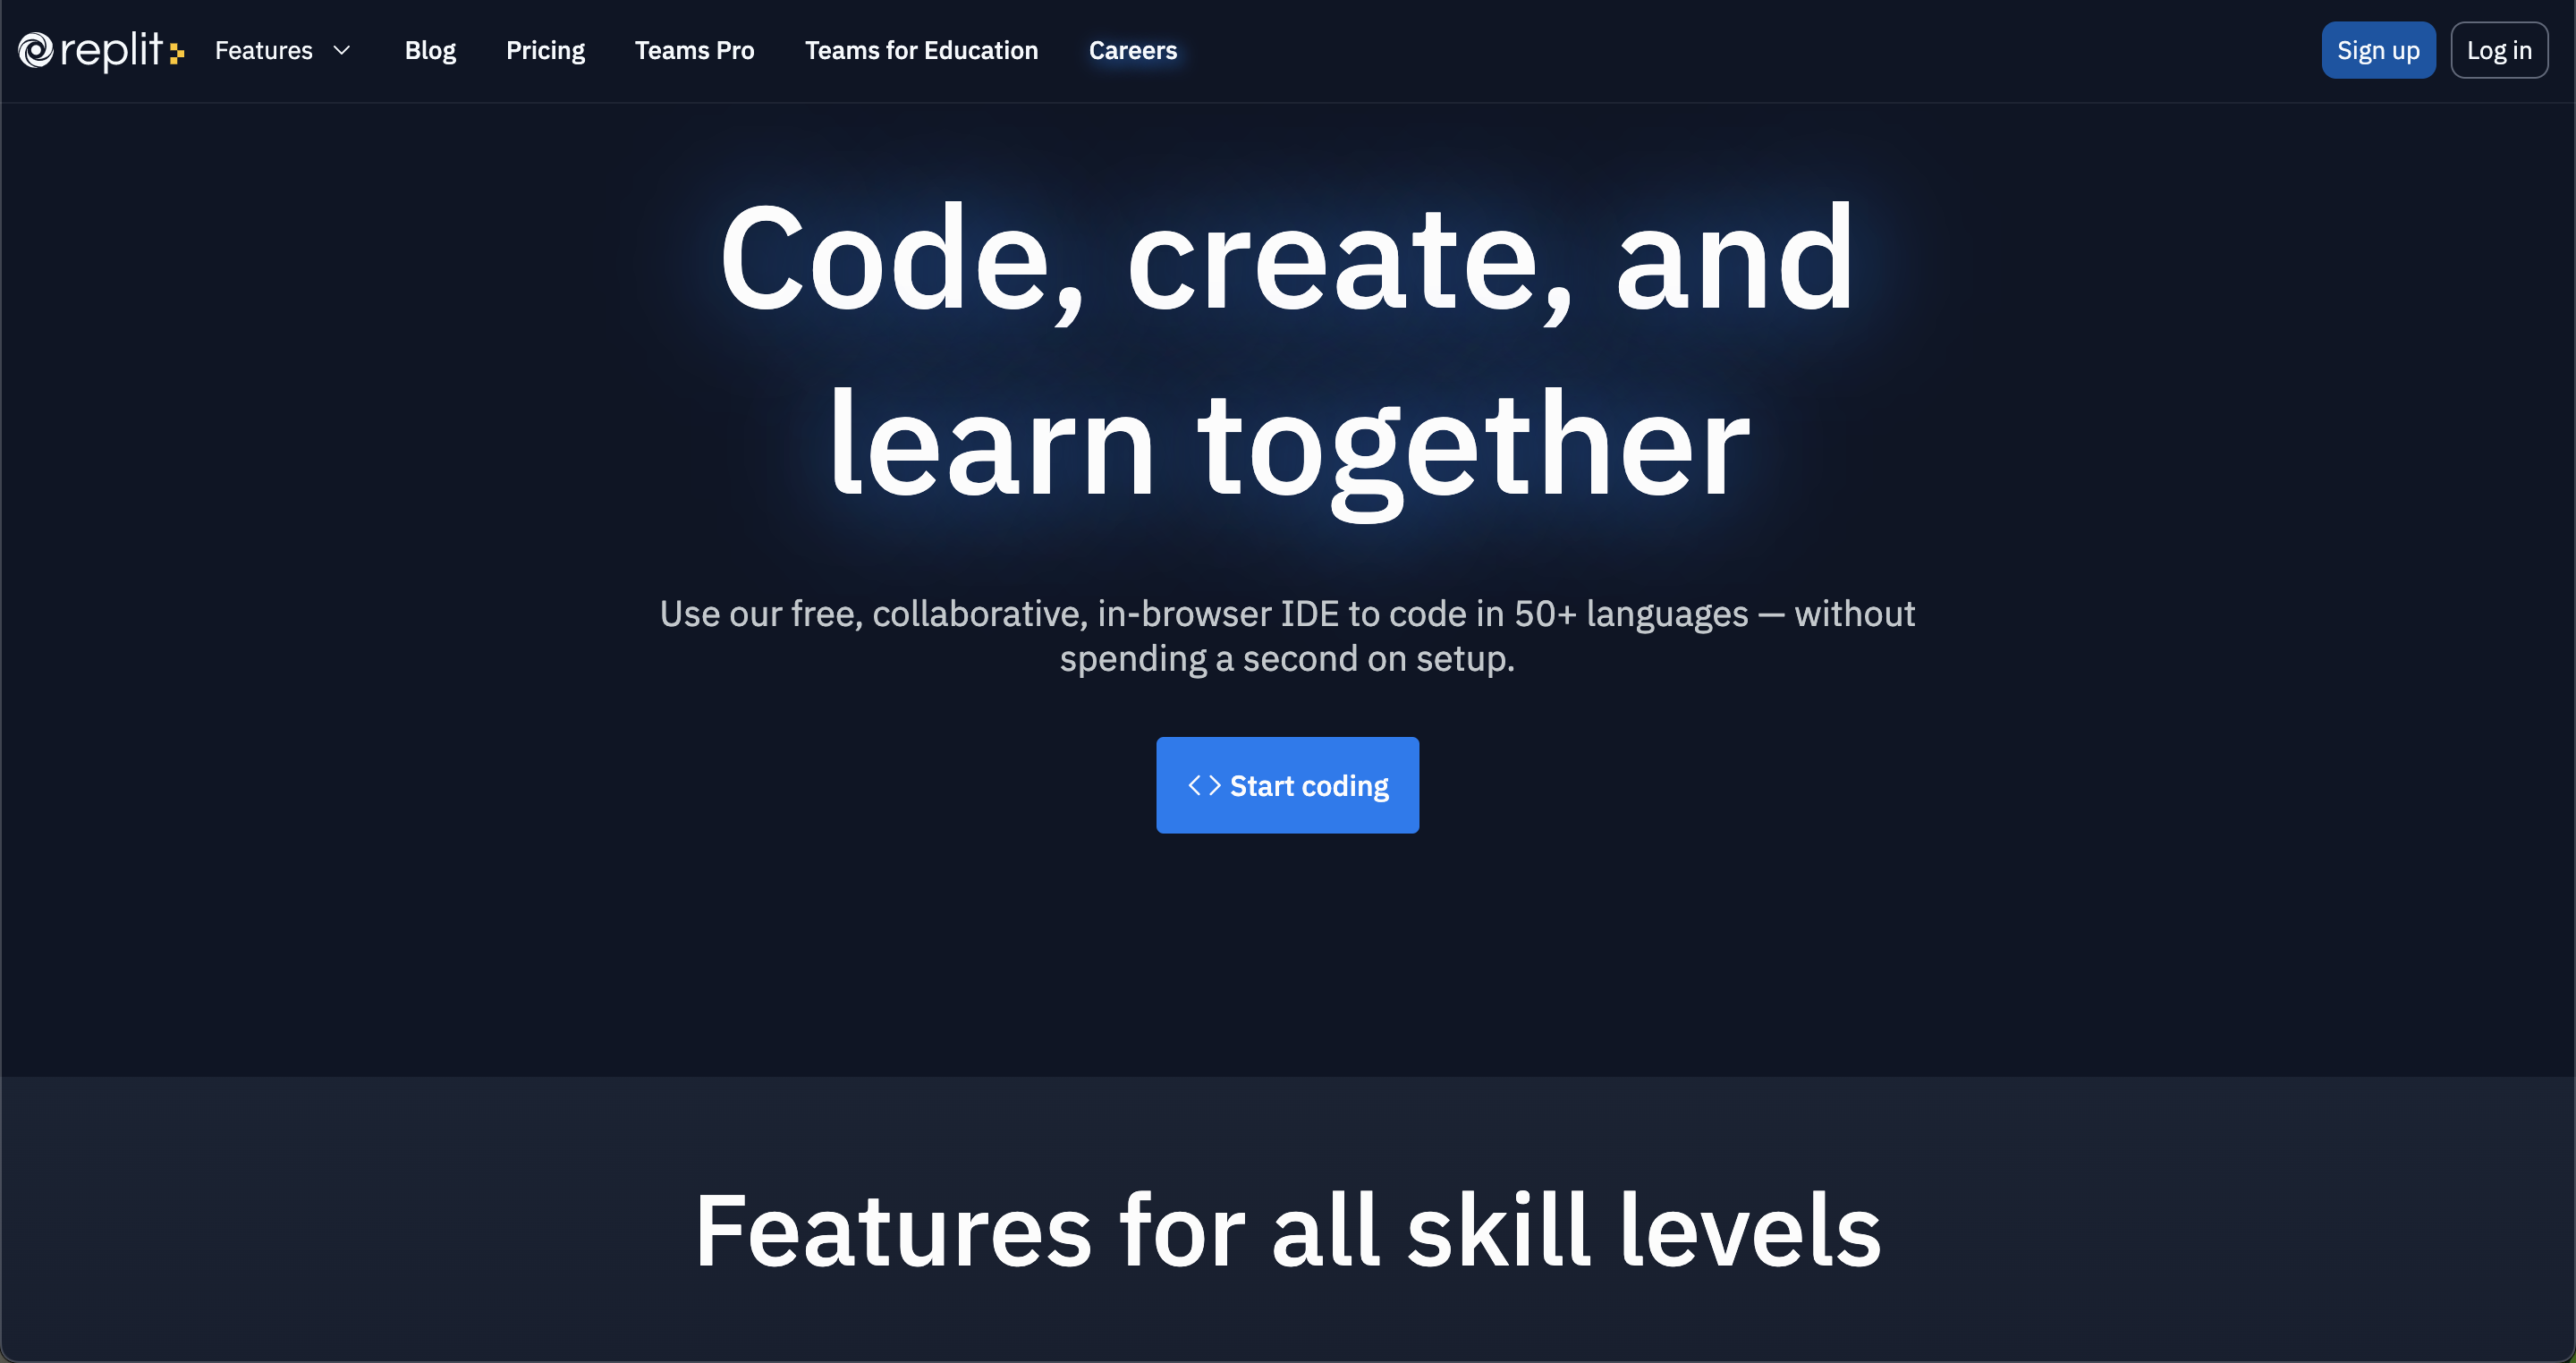 replit
Features
Blog
Pricing
Teams Pro
Teams for Education
Careers
Sign up
Log in
Code, create, and
learn together
Use our free, collaborative, in-browser IDE to code in 50+ languages — without
spending a second on setup.
<> Start coding
Features for all skill levels